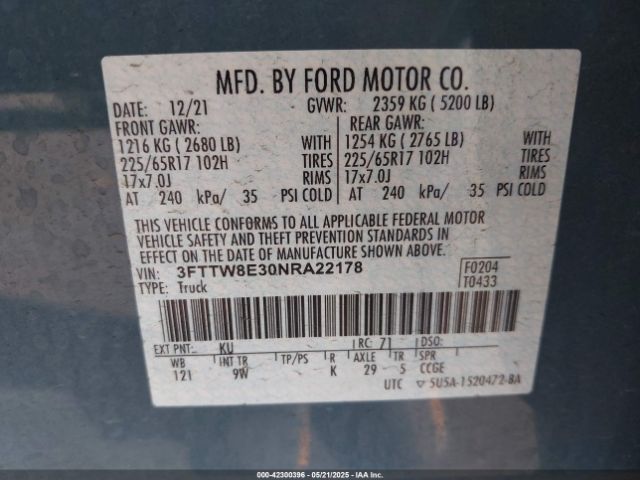 MFD. BY FORD MOTOR CO.
DATE: 12/21 GVWR: 2359 KG ( 5200 LB)
FRONT GAWR: REAR GAWR:
1216 KG ( 2680 LB) WITH 1254 KG ( 2765 LB) WITH
225/65R17 102H TIRES 225/65R17 102H TIRES
17x7.0J RIMS 17x7.0J RIMS
AT 240 kPa/ 35 PSI COLD AT 240 kPa/ 35 PSI COLD
THIS VEHICLE CONFORMS TO ALL APPLICABLE FEDERAL MOTOR
VEHICLE SAFETY AND THEFT PREVENTION STANDARDS IN
EFFECT ON THE DATE OF MANUFACTURE SHOWN ABOVE.
VIN: 3FTTW8E30NRA22178 F0204
TYPE: Truck T0433
EXT PNT: KU RC: 71 DSO:
WB INT TR TP/PS R AXLE TR SPR
121 9W K 29 5 CCGE
UTC ▽ 5U5A-1520472-BA
000-42300396 - 05/21/2025 - IAA, Inc.